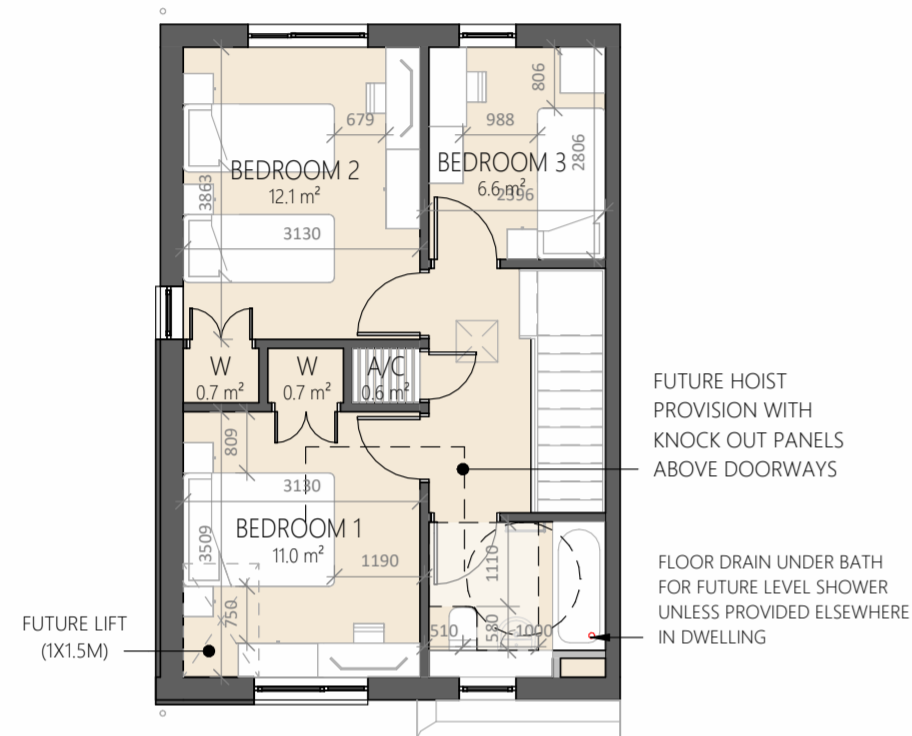 806
679
988
BEDROOM 2
12.1 m²
BEDROOM 3
6.6 m²
2806
2396
3863
3130
W
0.7 m²
W
0.7 m²
A/C
0.6 m²
FUTURE HOIST
PROVISION WITH
KNOCK OUT PANELS
ABOVE DOORWAYS
809
3130
BEDROOM 1
11.0 m²
3509
1190
1110
750
510
580
1000
FLOOR DRAIN UNDER BATH
FOR FUTURE LEVEL SHOWER
UNLESS PROVIDED ELSEWHERE
IN DWELLING
FUTURE LIFT
(1X1.5M)